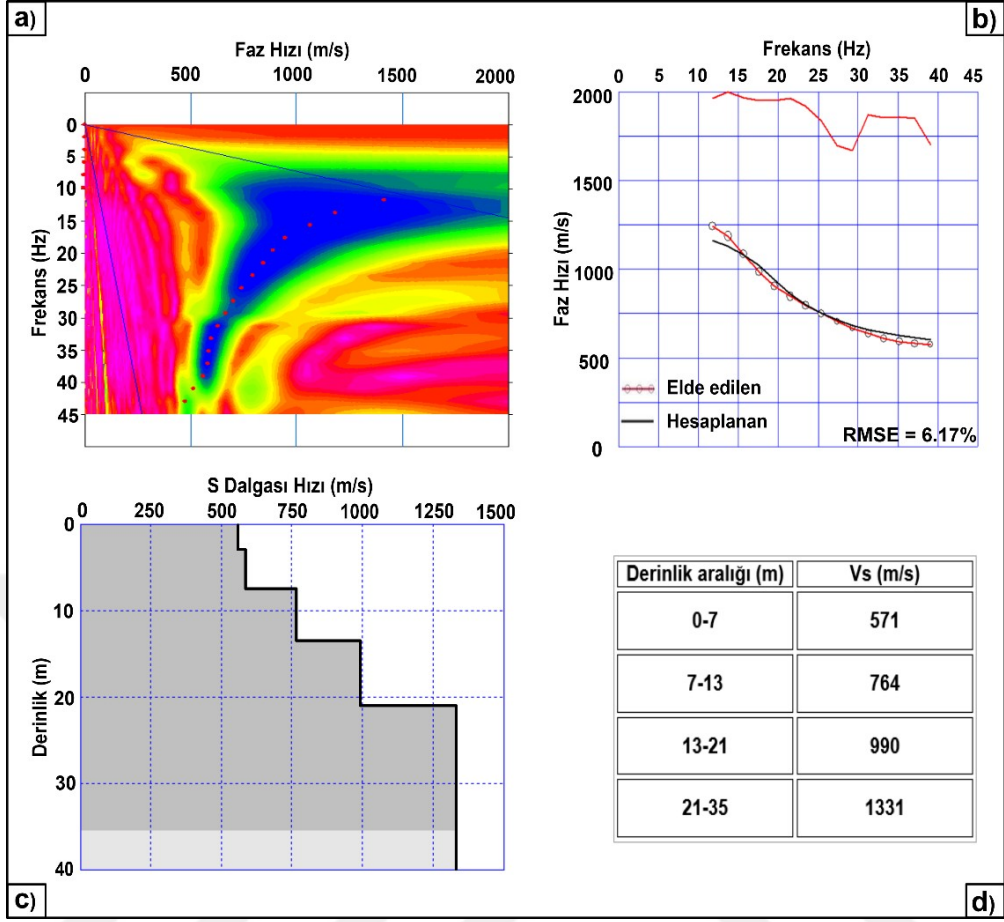 a)
b)
Faz Hızı (m/s)
0 500 1000 1500 2000
Frekans (Hz)
0
5
10
15
20
25
30
35
40
45
Frekans (Hz)
0 5 10 15 20 25 30 35 40 45
Faz Hızı (m/s)
2000
1500
1000
500
0
Elde edilen
Hesaplanan
RMSE = 6.17%
S Dalgası Hızı (m/s)
0 250 500 750 1000 1250 1500
Derinlik (m)
0
10
20
30
40
Derinlik aralığı (m) Vs (m/s)
0-7 571
7-13 764
13-21 990
21-35 1331
c)
d)